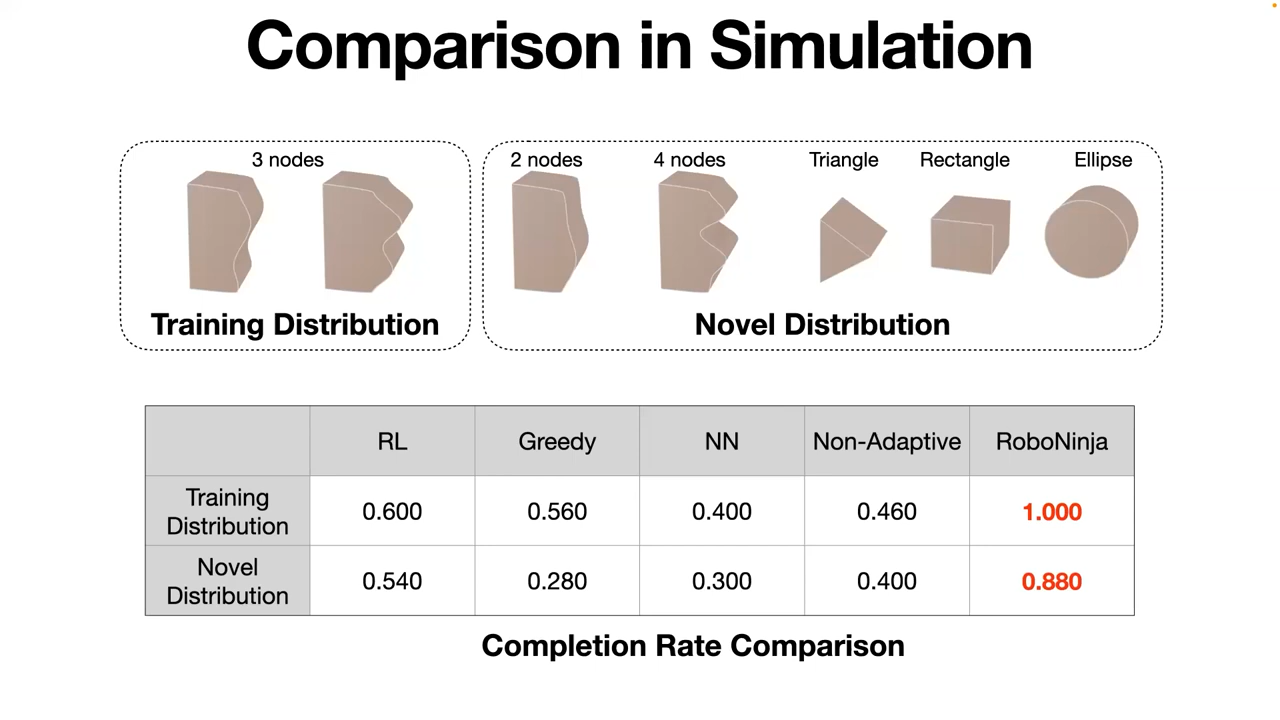 Comparison in Simulation
3 nodes
Training Distribution
2 nodes
4 nodes
Triangle
Rectangle
Ellipse
Novel Distribution
RL
Greedy
NN
Non-Adaptive
RoboNinja
Training
Distribution
0.600
0.560
0.400
0.460
1.000
Novel
Distribution
0.540
0.280
0.300
0.400
0.880
Completion Rate Comparison